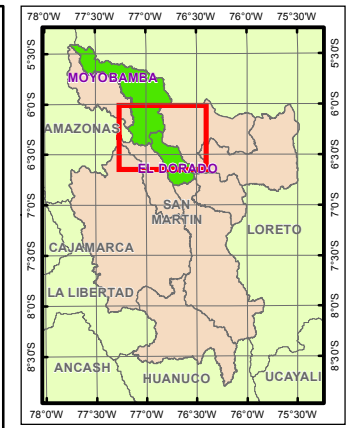 78°0'W 77°30'W 77°0'W 76°30'W 76°0'W 75°30'W
5°30'S 5°30'S
MOYOBAMBA
6°0'S 6°0'S
AMAZONAS
6°30'S 6°30'S
EL DORADO
7°0'S 7°0'S
SAN
MARTIN
LORETO
7°30'S 7°30'S
CAJAMARCA
LA LIBERTAD
8°0'S 8°0'S
8°30'S 8°30'S
ANCASH
HUANUCO
UCAYALI
78°0'W 77°30'W 77°0'W 76°30'W 76°0'W 75°30'W